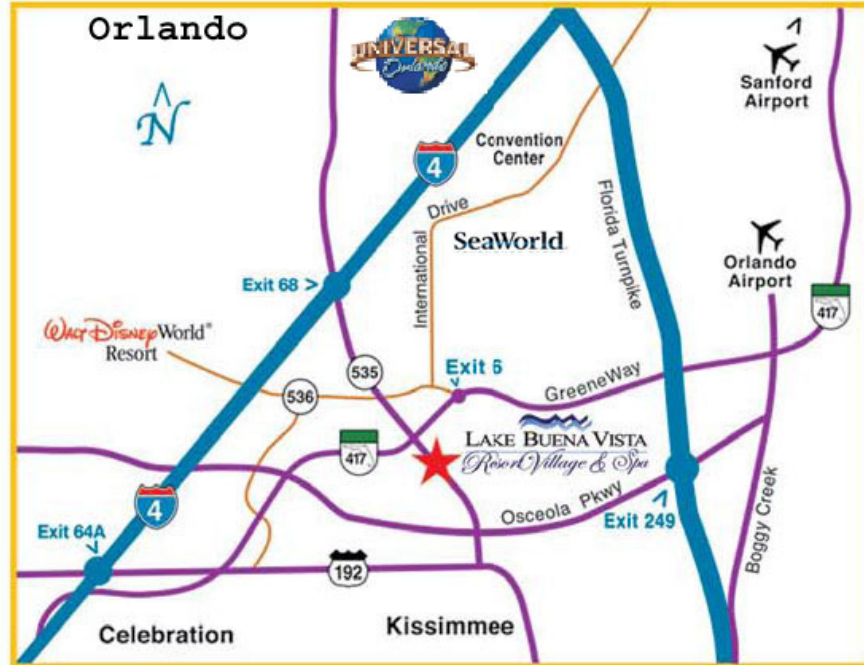 Orlando
UNIVERSAL
Orlando
N
Sanford
Airport
4
Convention
Center
Drive
International
SeaWorld
Florida Turnpike
Orlando
Airport
Exit 68 >
417
WALT DISNEY World®
Resort
535
Exit 6
536
GreeneWay
LAKE BUENA VISTA
Resort Village & Spa
417
4
Osceola Pkwy
Exit 249
Boggy Creek
Exit 64A
192
Celebration
Kissimmee